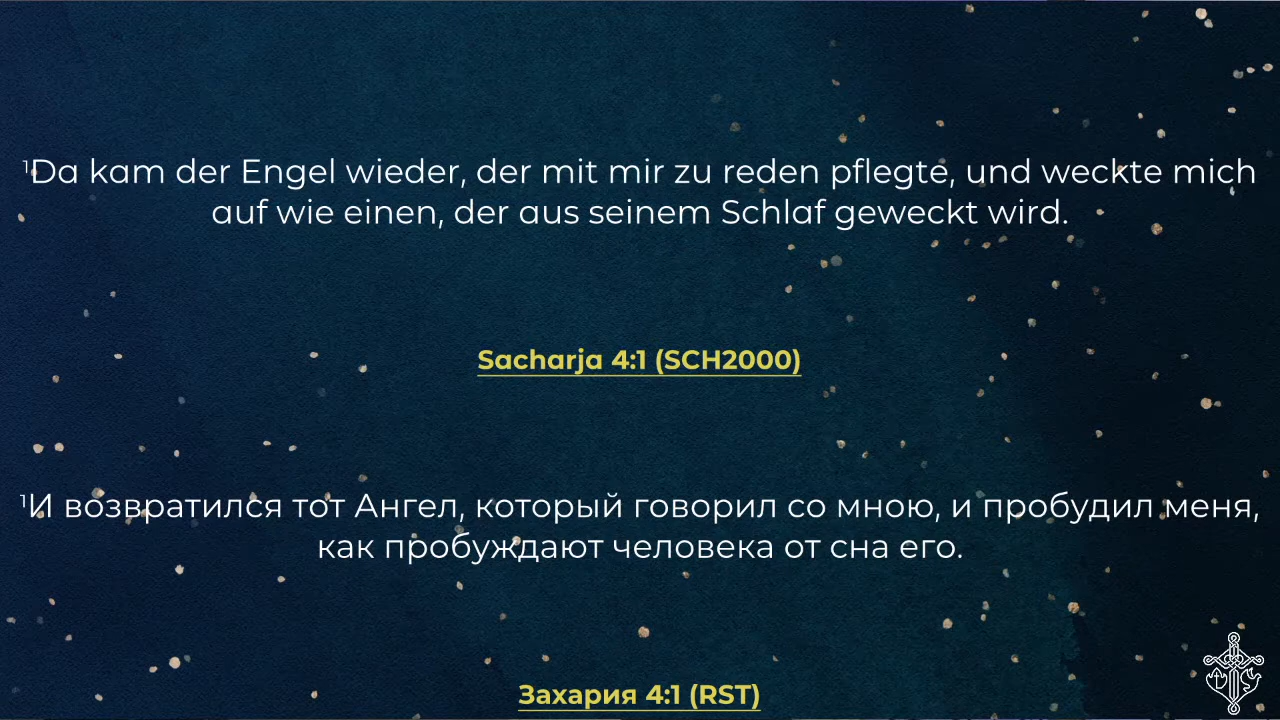 ¹Da kam der Engel wieder, der mit mir zu reden pflegte, und weckte mich
auf wie einen, der aus seinem Schlaf geweckt wird.
Sacharja 4:1 (SCH2000)
¹И возвратился тот Ангел, который говорил со мною, и пробудил меня,
как пробуждают человека от сна его.
Захария 4:1 (RST)